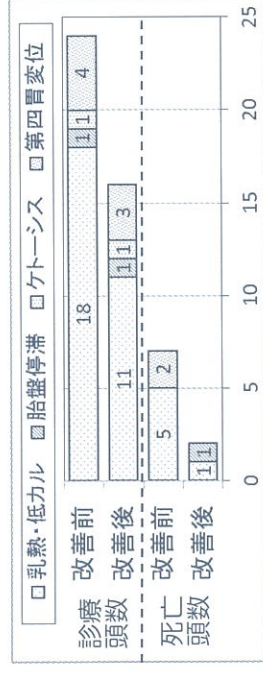 乳熱・低カル 胎盤停滞 ケトーシス 第四胃変位
診療頭数
改善前 18 1 1 4
改善後 11 1 1 3
死亡頭数
改善前 5 2
改善後 1 1
0 5 10 15 20 25